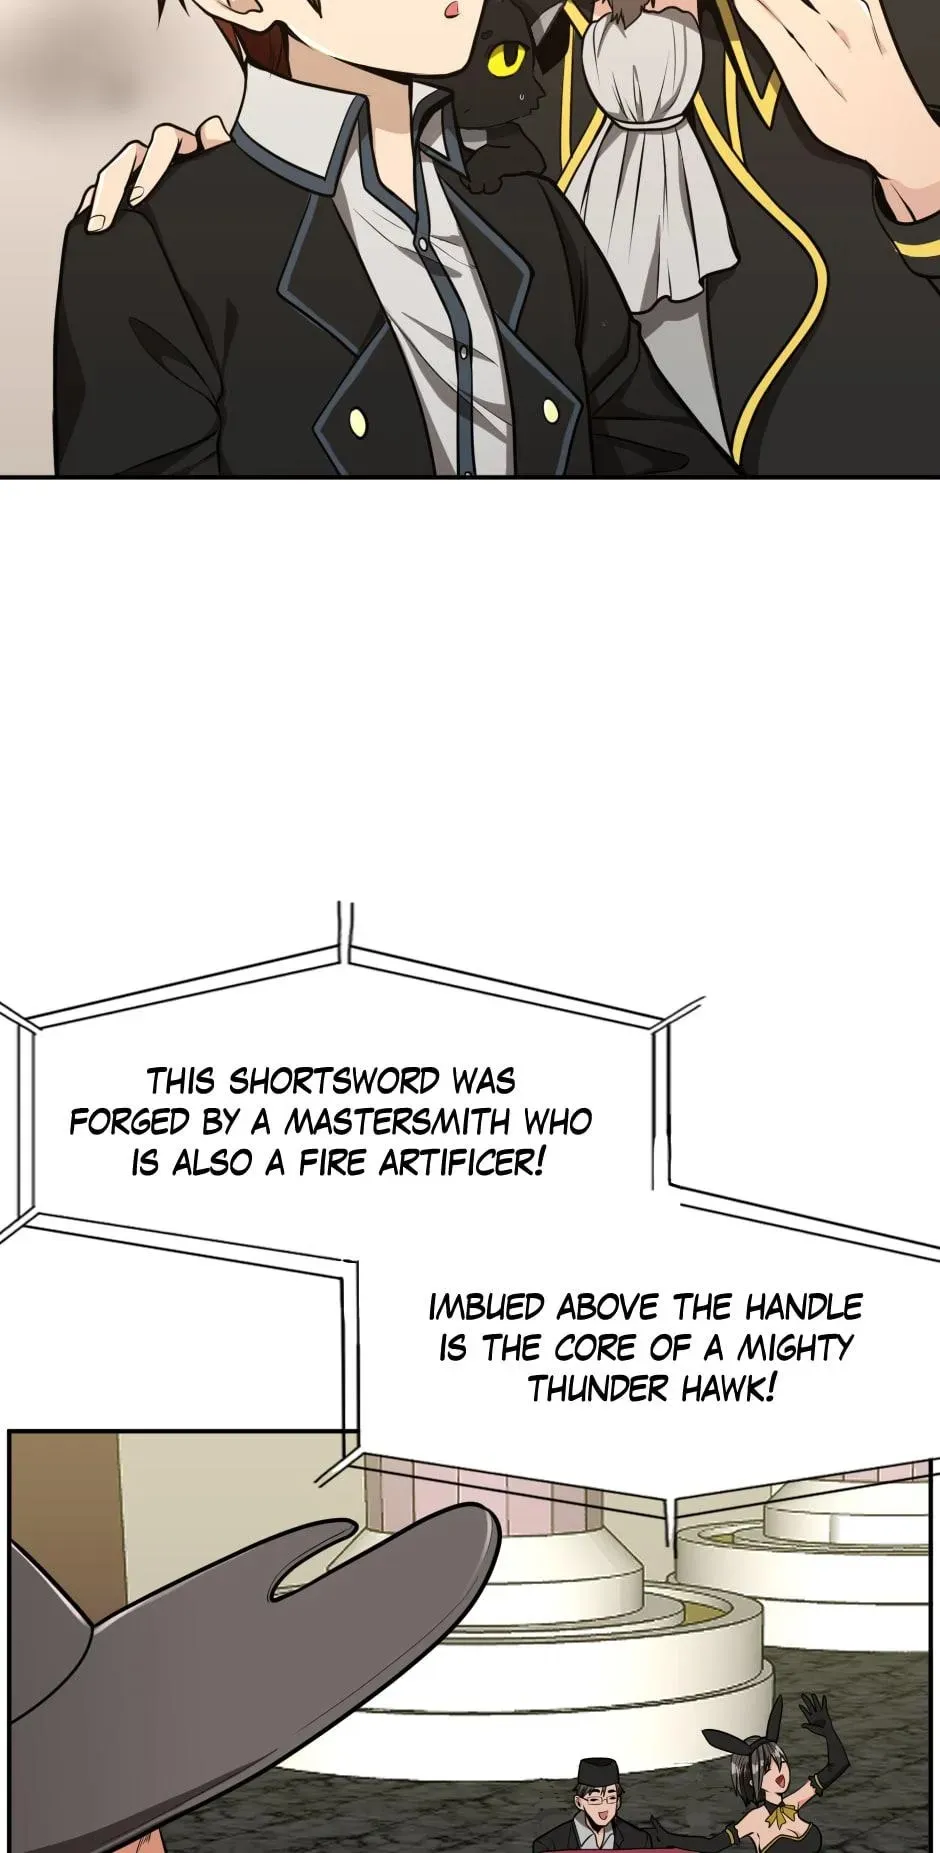 THIS SHORTSWORD WAS
FORGED BY A MASTERSMITH WHO
IS ALSO A FIRE ARTIFICER!
IMBUED ABOVE THE HANDLE
IS THE CORE OF A MIGHTY
THUNDER HAWK!